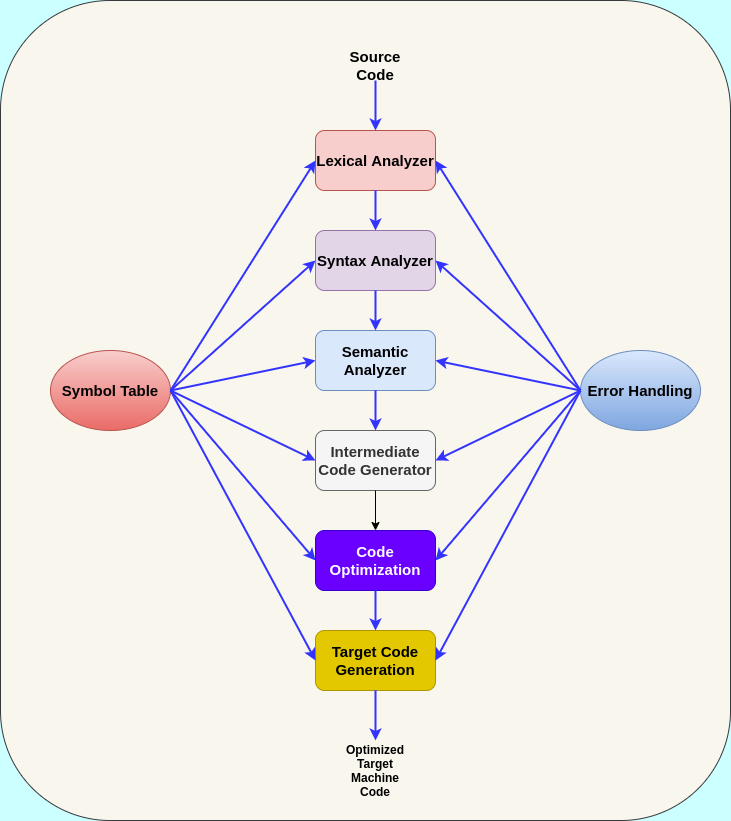 Source
Code
Lexical Analyzer
Syntax Analyzer
Semantic
Analyzer
Symbol Table
Error Handling
Intermediate
Code Generator
Code
Optimization
Target Code
Generation
Optimized
Target
Machine
Code